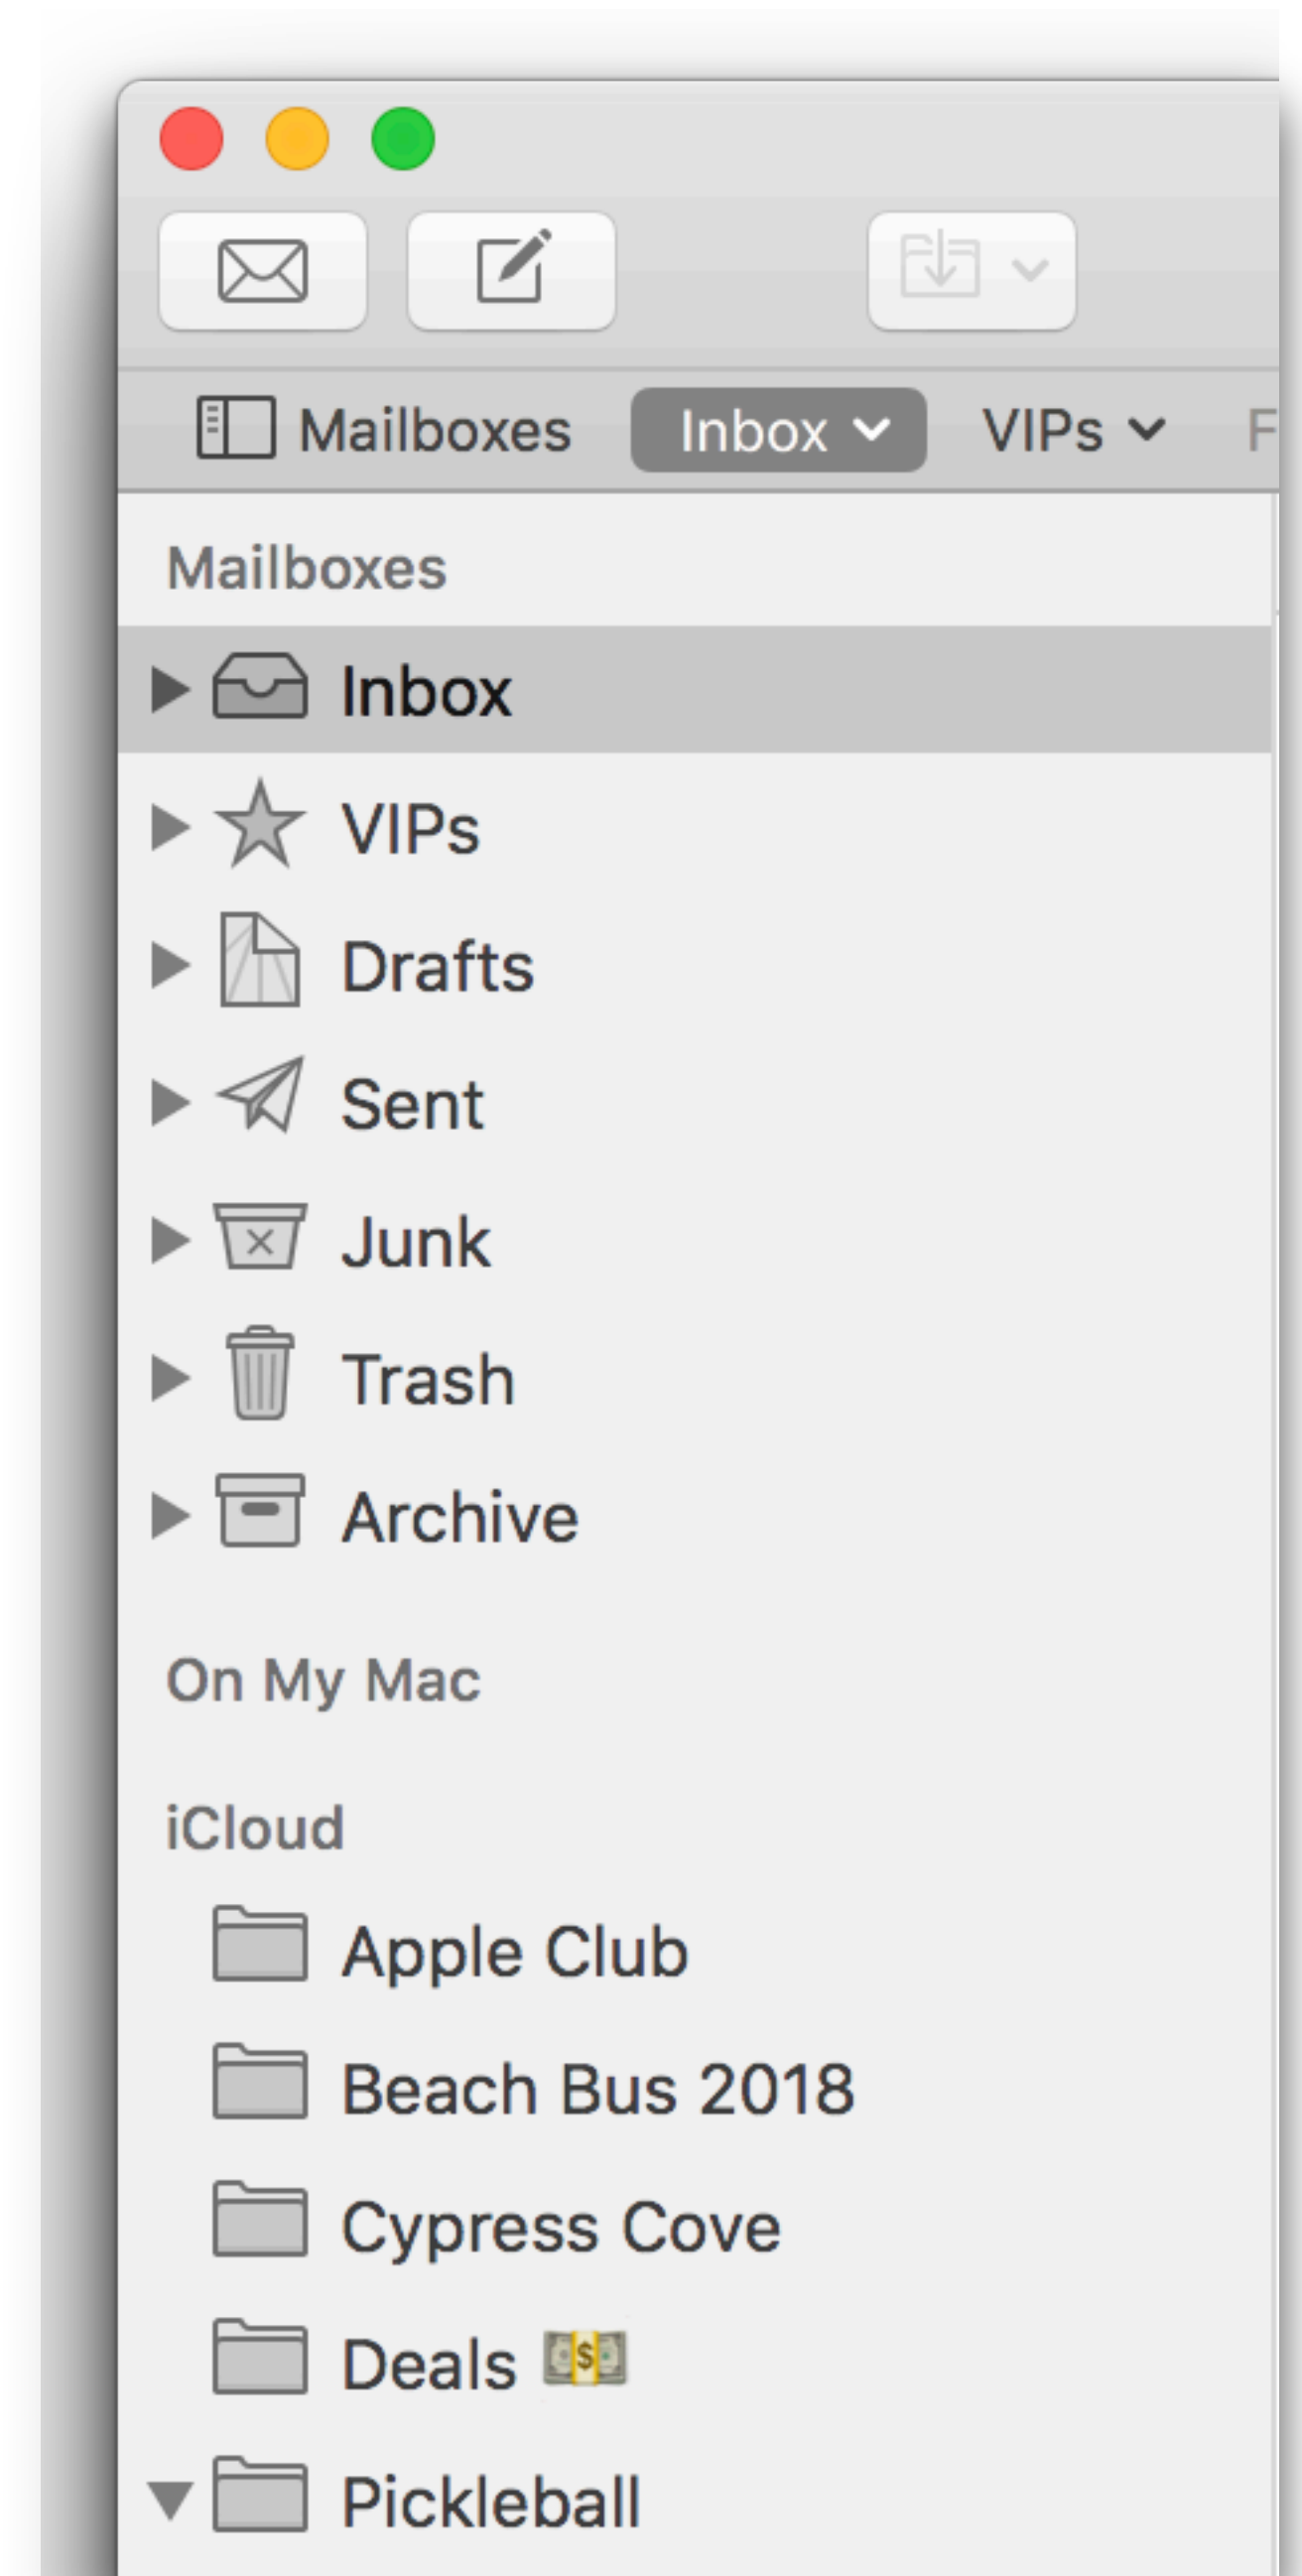 Mailboxes Inbox VIPs F
Mailboxes
Inbox
VIPs
Drafts
Sent
Junk
Trash
Archive
On My Mac
iCloud
Apple Club
Beach Bus 2018
Cypress Cove
Deals 💵
Pickleball